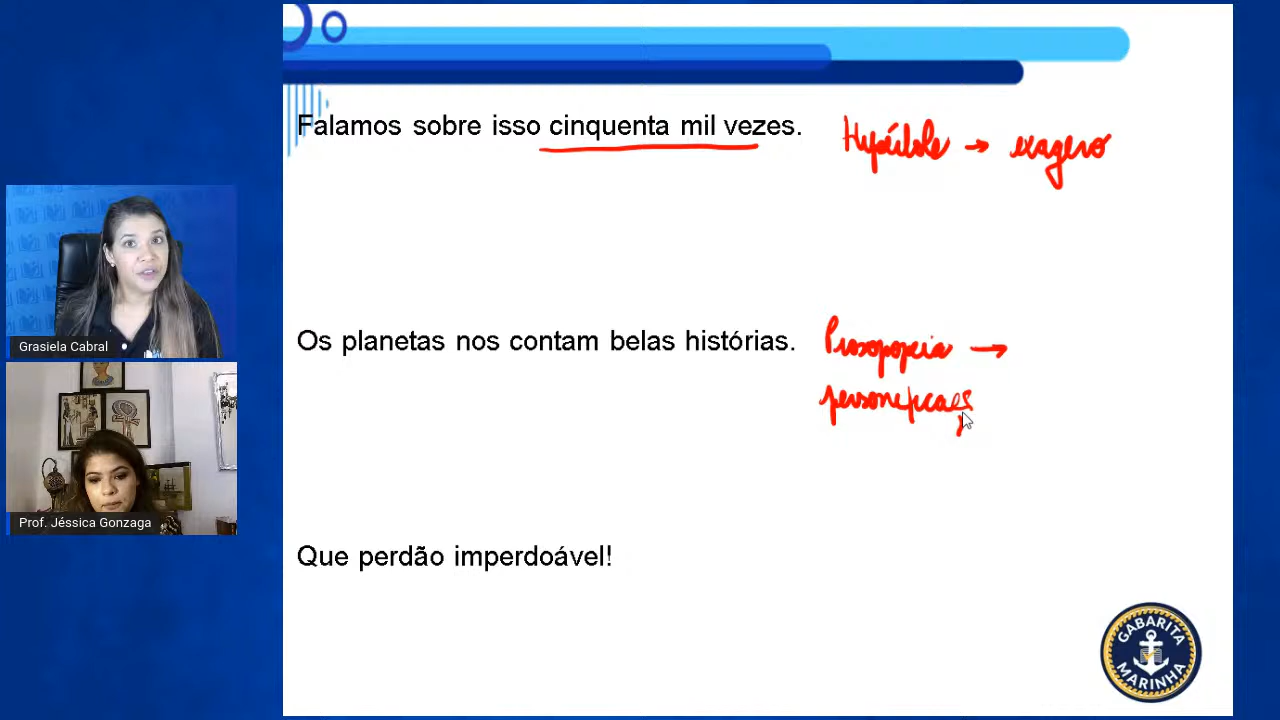 Falamos sobre isso cinquenta mil vezes.
Hipérbole → exagero
Grasiela Cabral
Os planetas nos contam belas histórias.
Prosopopeia →
personificaç
Prof. Jéssica Gonzaga
Que perdão imperdoável!
GABARITA
MARINHA